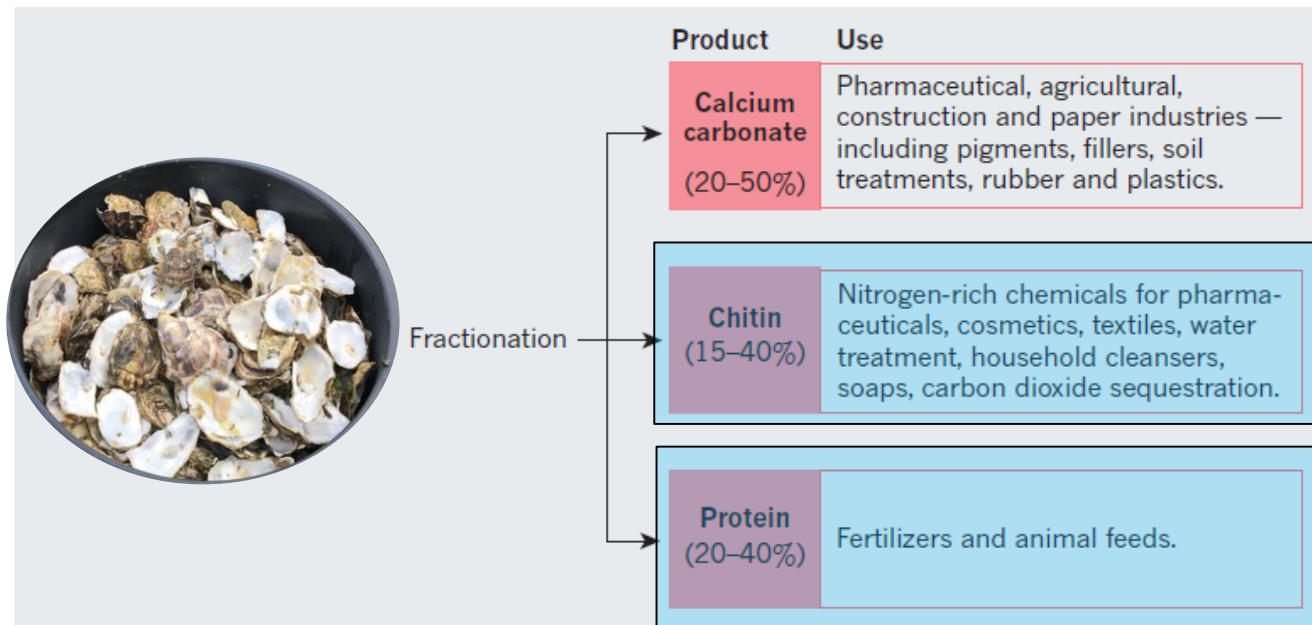 Product Use
Calcium
carbonate
(20–50%)
Pharmaceutical, agricultural,
construction and paper industries —
including pigments, fillers, soil
treatments, rubber and plastics.
Fractionation
Chitin
(15–40%)
Nitrogen-rich chemicals for pharma-
ceuticals, cosmetics, textiles, water
treatment, household cleansers,
soaps, carbon dioxide sequestration.
Protein
(20–40%)
Fertilizers and animal feeds.